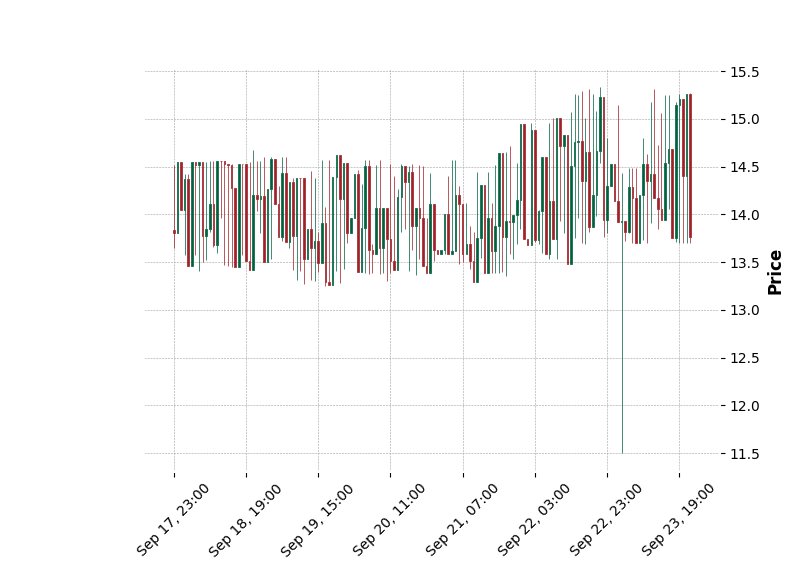 15.5
15.0
14.5
14.0
13.5
13.0
12.5
12.0
11.5
Price
Sep 17, 23:00
Sep 18, 19:00
Sep 19, 15:00
Sep 20, 11:00
Sep 21, 07:00
Sep 22, 03:00
Sep 22, 23:00
Sep 23, 19:00